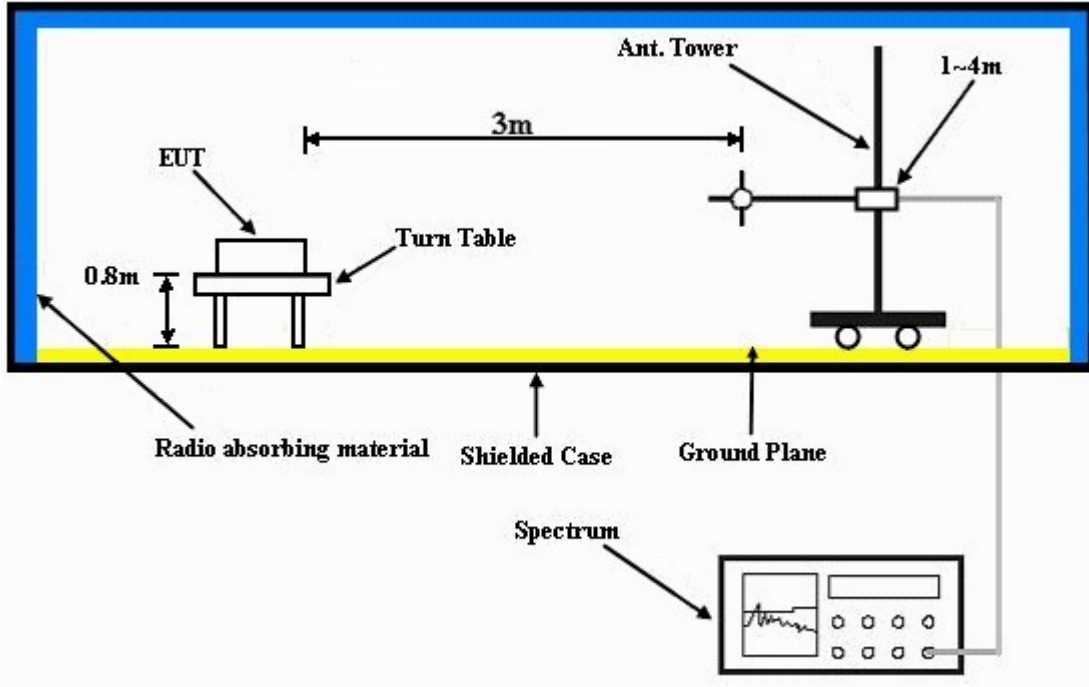 Ant. Tower
1~4m
3m
EUT
Turn Table
0.8m
Radio absorbing material
Shielded Case
Ground Plane
Spectrum